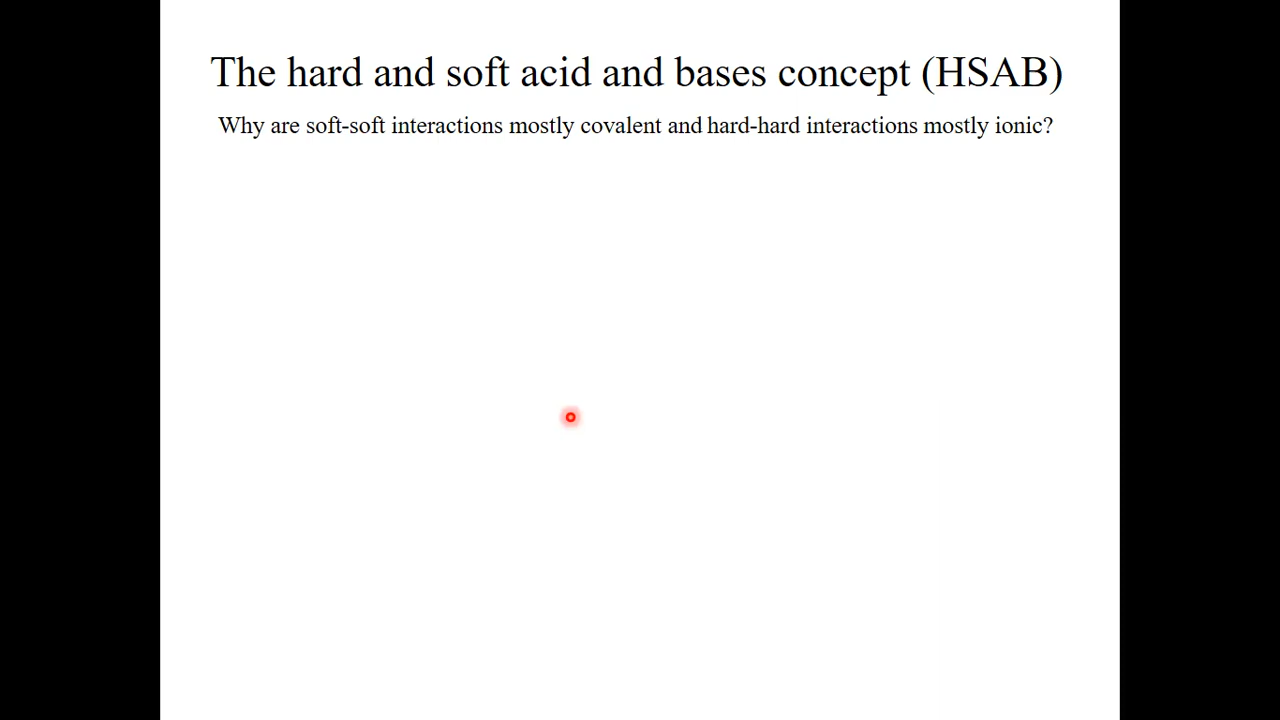 The hard and soft acid and bases concept (HSAB)
Why are soft-soft interactions mostly covalent and hard-hard interactions mostly ionic?